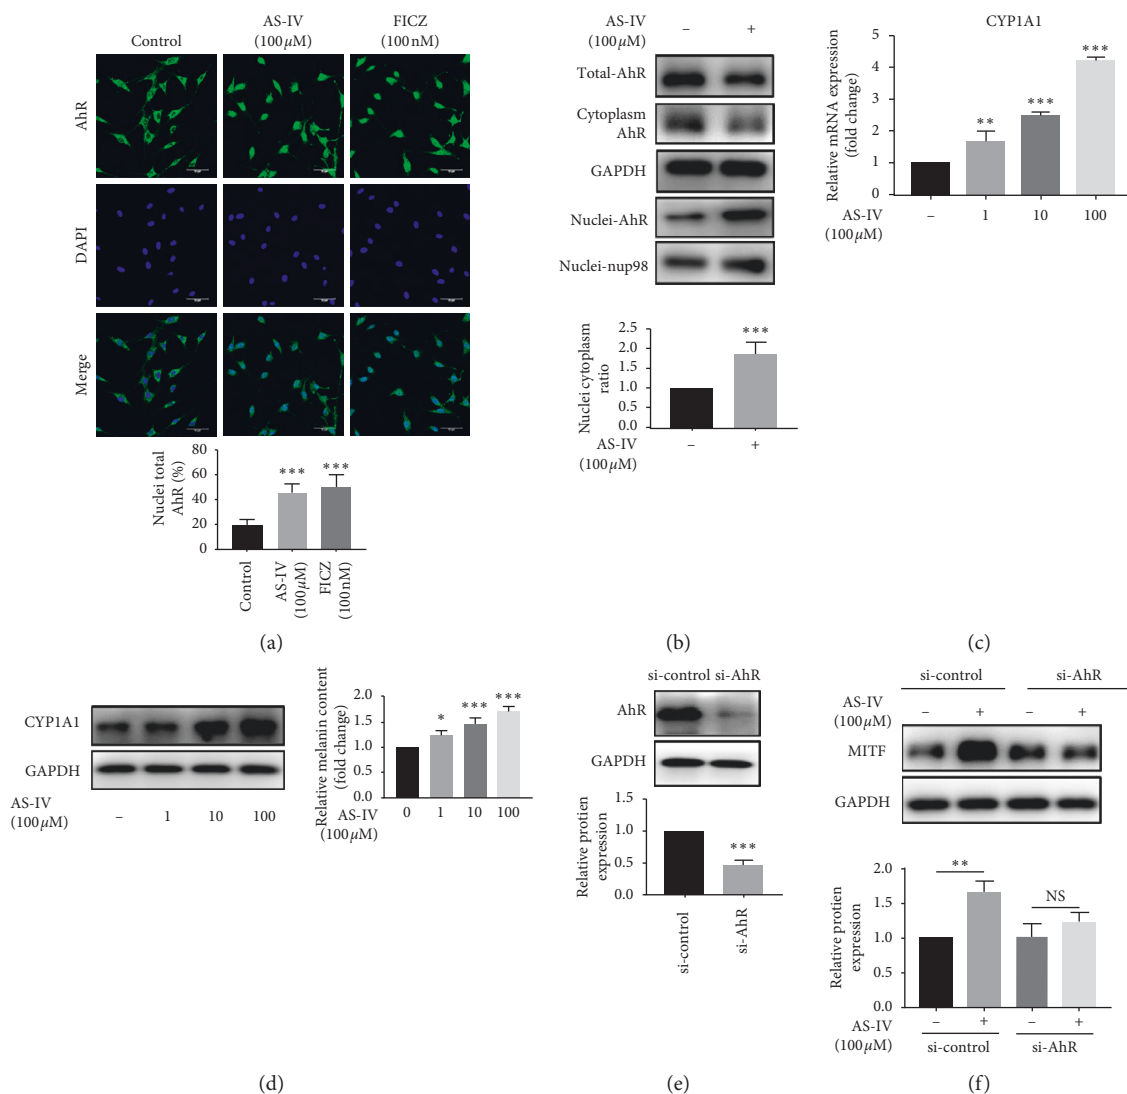 AS-IV
(100 μM)
FICZ
(100 nM)
Control
AhR
DAPI
Merge
Nuclei total
AhR (%)
80
60
40
20
0
***
***
Control
AS-IV
(100 μM)
FICZ
(100 nM)
(a)
AS-IV
(100 μM)
–
+
Total-AhR
Cytoplasm
AhR
GAPDH
Nuclei-AhR
Nuclei-nup98
Nuclei cytoplasm
ratio
2.5
2.0
1.5
1.0
0.5
0.0
***
AS-IV
(100 μM)
–
+
(b)
CYP1A1
Relative mRNA expression
(fold change)
5
4
3
2
1
0
**
***
***
AS-IV
(100 μM)
–
1
10
100
(c)
CYP1A1
GAPDH
AS-IV
(100 μM)
–
1
10
100
Relative melanin content
(fold change)
2.0
1.5
1.0
0.5
0.0
*
***
***
AS-IV
(100 μM)
0
1
10
100
(d)
si-control si-AhR
AhR
GAPDH
Relative protien
expression
1.5
1.0
0.5
0.0
***
si-control
si-AhR
(e)
si-control
si-AhR
AS-IV
(100 μM)
–
+
–
+
MITF
GAPDH
Relative protien
expression
2.0
1.5
1.0
0.5
0.0
**
NS
AS-IV
(100 μM)
–
+
–
+
si-control
si-AhR
(f)